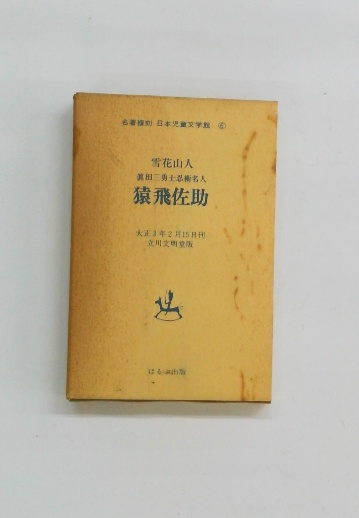 名著複刻 日本児童文学館 ⑥
雪花山人
眞田三勇士忍術名人
猿飛佐助
大正3年2月15日刊
立川文明堂版
ほるぷ出版